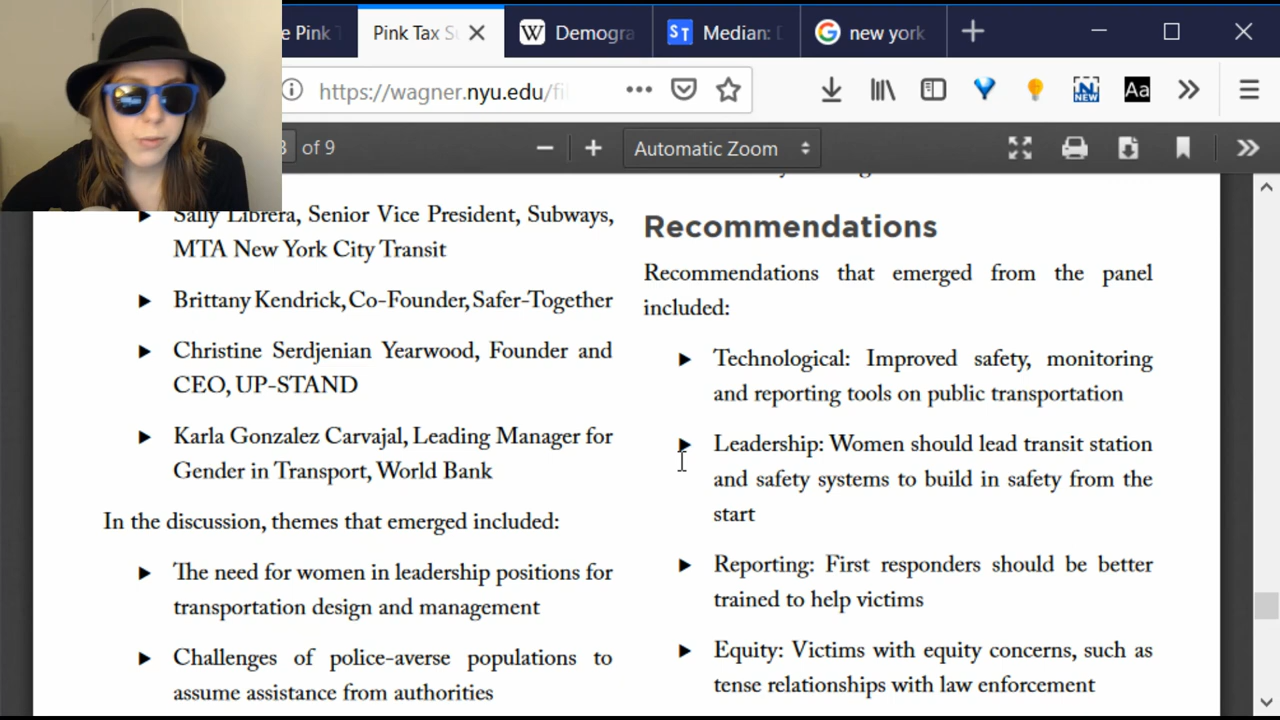 e Pink
Pink Tax S
Demogra
ST
Median:
new york
https://wagner.nyu.edu/fil
NEW
Aa
of 9
Automatic Zoom
Sally Librera, Senior Vice President, Subways,
MTA New York City Transit
Brittany Kendrick, Co-Founder, Safer-Together
Christine Serdjenian Yearwood, Founder and
CEO, UP-STAND
Karla Gonzalez Carvajal, Leading Manager for
Gender in Transport, World Bank
In the discussion, themes that emerged included:
The need for women in leadership positions for
transportation design and management
Challenges of police-averse populations to
assume assistance from authorities
Recommendations
Recommendations that emerged from the panel
included:
Technological: Improved safety, monitoring
and reporting tools on public transportation
Leadership: Women should lead transit station
and safety systems to build in safety from the
start
Reporting: First responders should be better
trained to help victims
Equity: Victims with equity concerns, such as
tense relationships with law enforcement